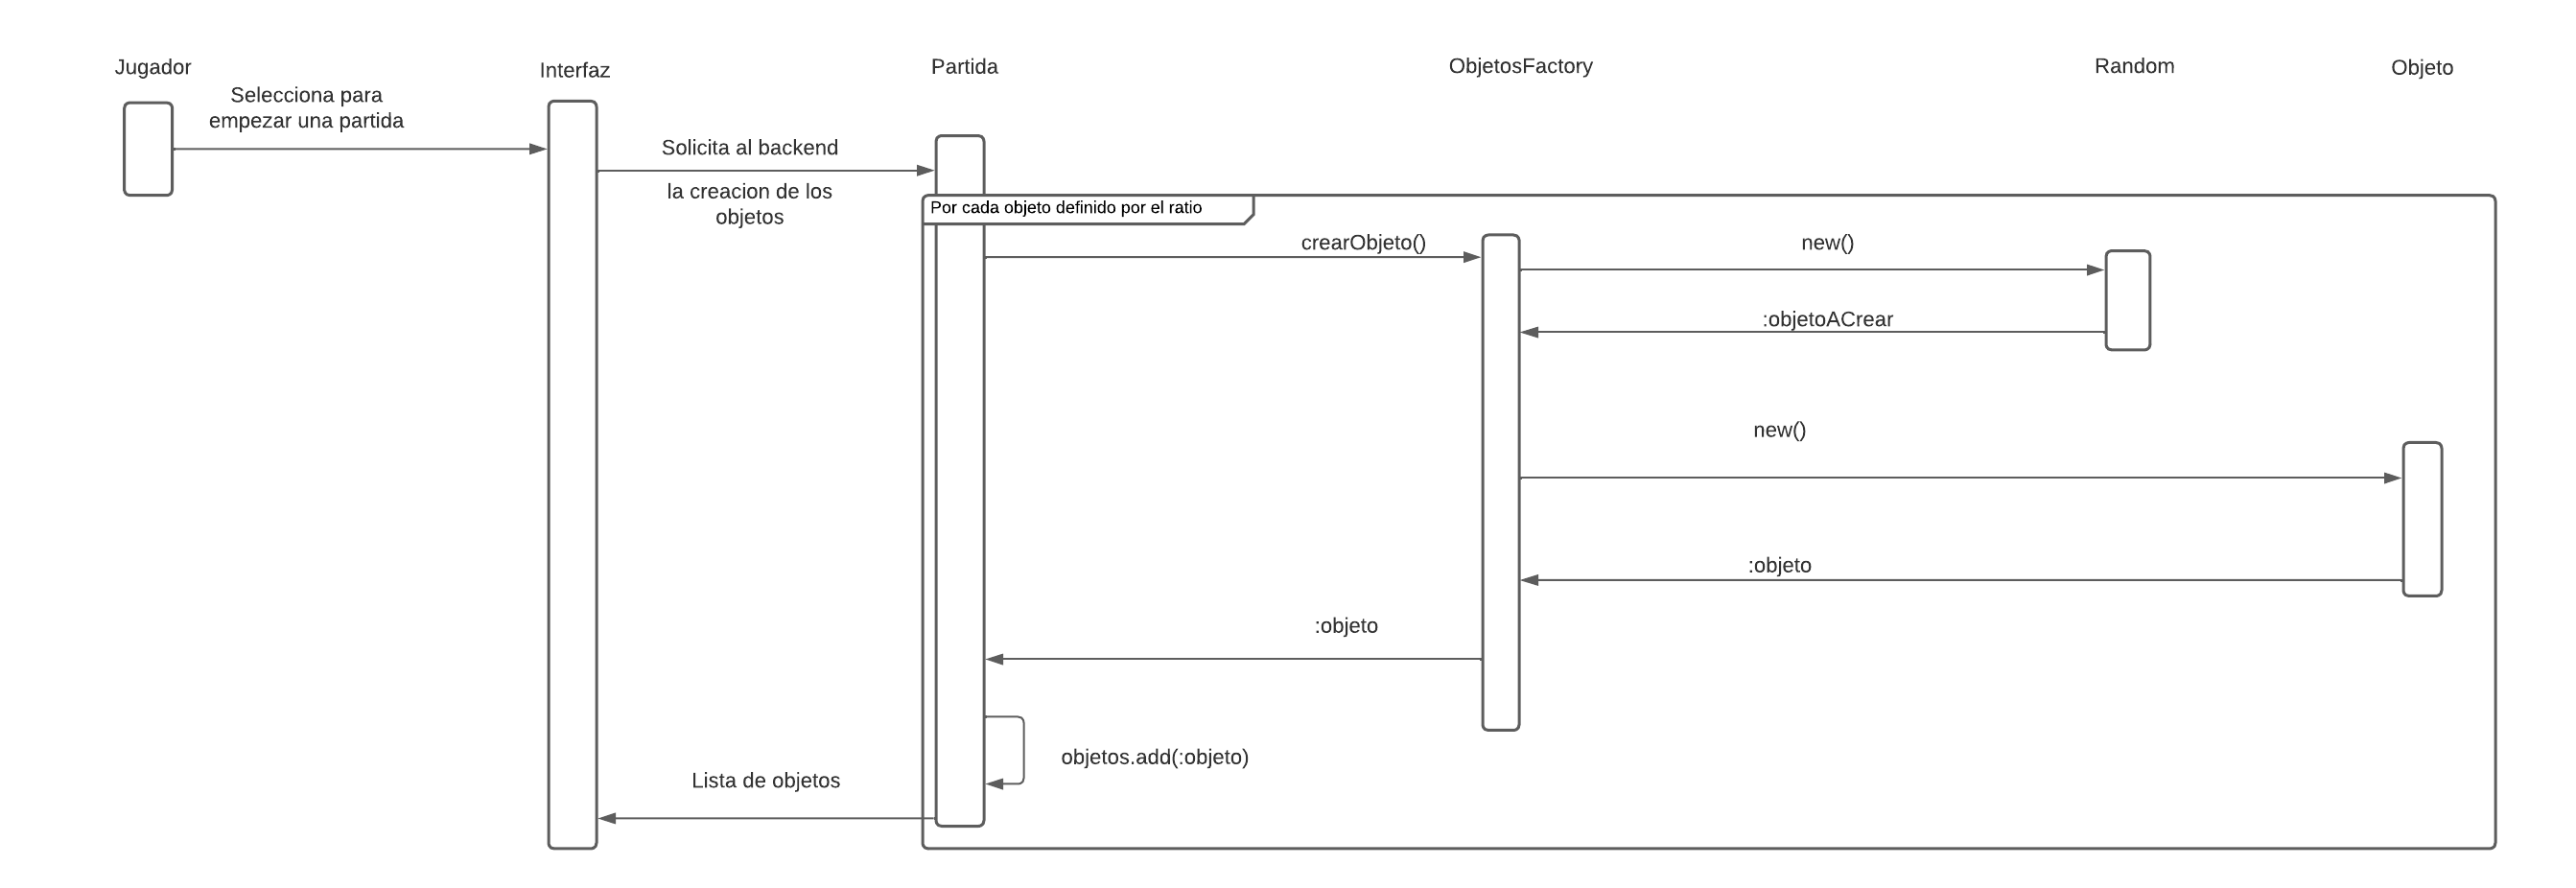 Jugador
Interfaz
Partida
ObjetosFactory
Random
Objeto
Selecciona para
empezar una partida
Solicita al backend
la creacion de los
objetos
Por cada objeto definido por el ratio
crearObjeto()
new()
:objetoACrear
new()
:objeto
:objeto
objetos.add(:objeto)
Lista de objetos